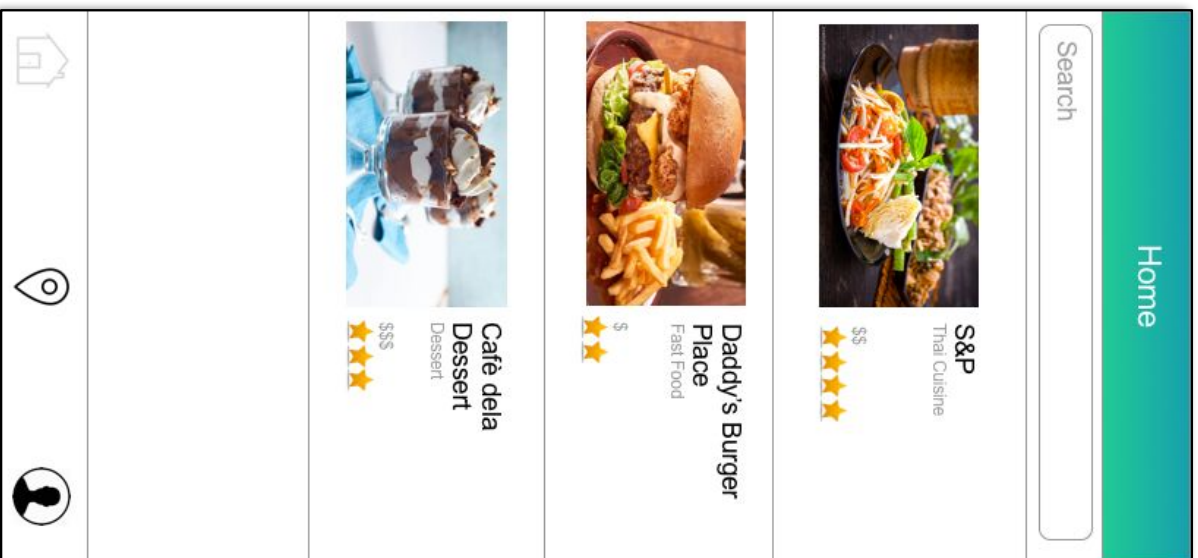 Home
Search
S&P
Thai Cuisine
$$
Daddy's Burger
Place
Fast Food
$
Cafè dela
Dessert
Dessert
$$$